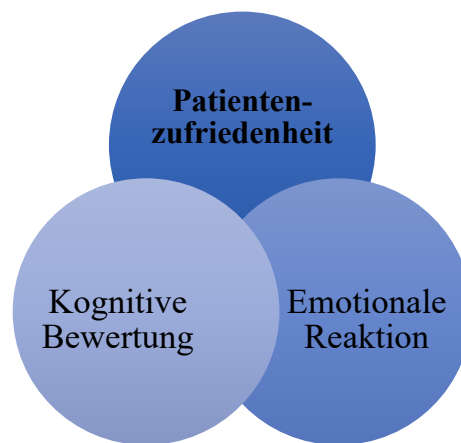 Patienten-
zufriedenheit
Kognitive
Bewertung
Emotionale
Reaktion